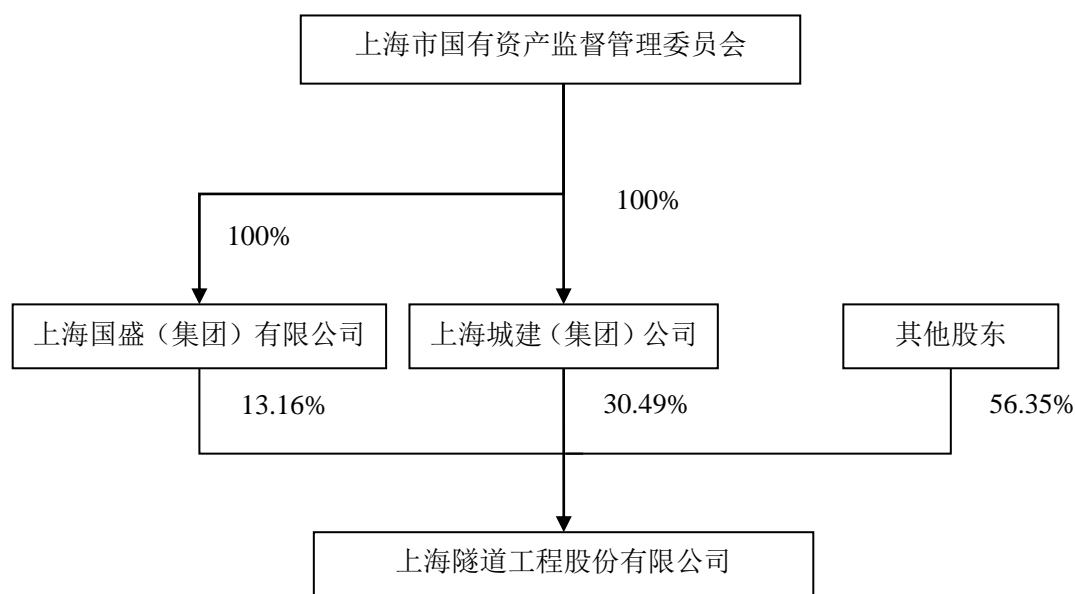 上海市国有资产监督管理委员会
100%
100%
上海国盛（集团）有限公司
上海城建（集团）公司
其他股东
13.16%
30.49%
56.35%
上海隧道工程股份有限公司